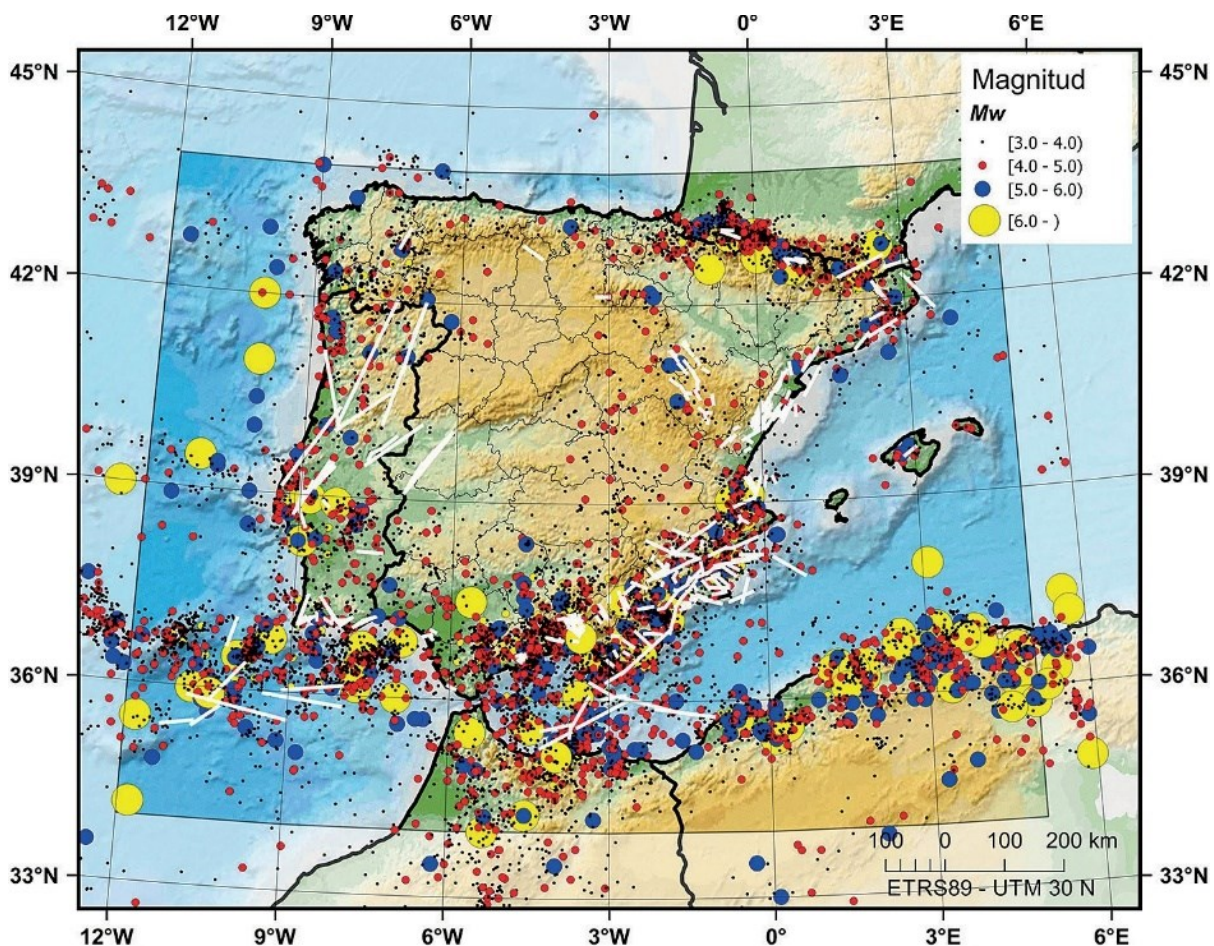 12°W 9°W 6°W 3°W 0° 3°E 6°E
45°N 45°N
Magnitud
Mw
[3.0 - 4.0)
[4.0 - 5.0)
[5.0 - 6.0)
[6.0 - )
42°N 42°N
39°N 39°N
36°N 36°N
100 0 100 200 km
33°N 33°N
ETRS89 - UTM 30 N
12°W 9°W 6°W 3°W 0° 3°E 6°E